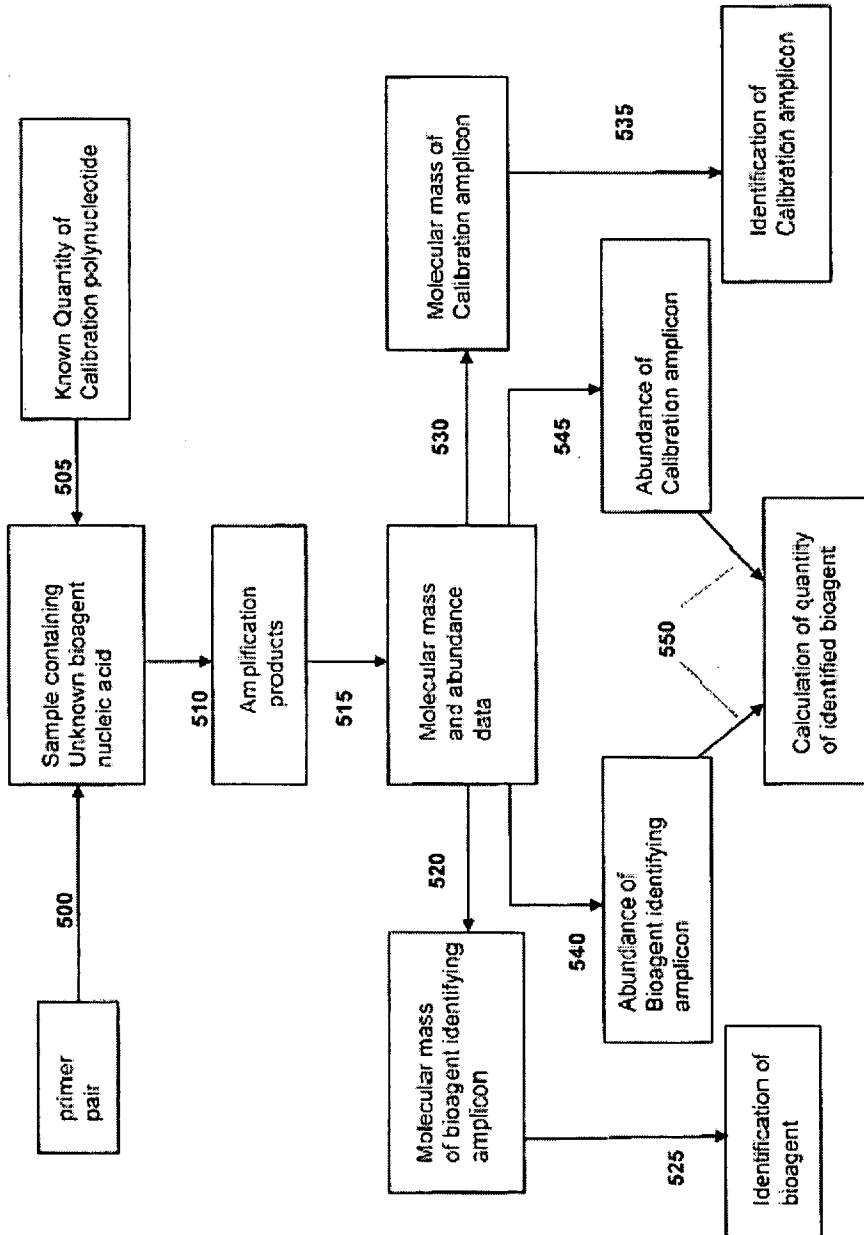 primer
pair
500
Sample containing
Unknown bioagent
nucleic acid
505
Known Quantity of
Calibration polynucleotide
510
Amplification
products
515
Molecular mass
of bioagent identifying
amplicon
520
Molecular mass
and abundance
data
530
Molecular mass of
Calibration amplicon
525
540
545
535
Identification of
bioagent
Abundance of
Bioagent identifying
amplicon
550
Abundance of
Calibration amplicon
Identification of
Calibration amplicon
Calculation of quantity
of identified bioagent